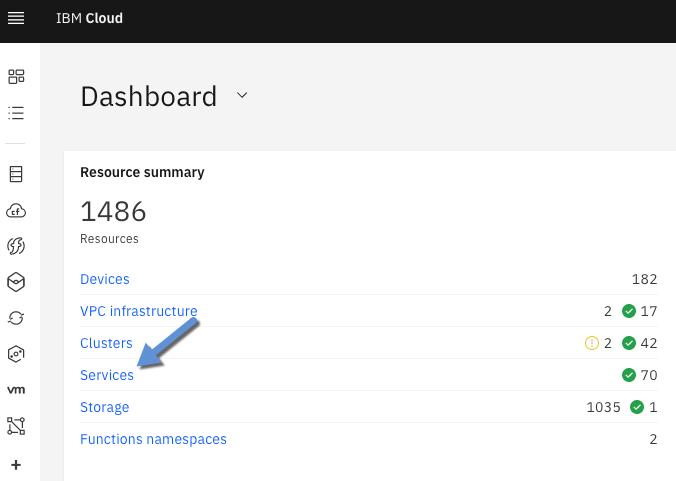 IBM Cloud
Dashboard
Resource summary
1486
Resources
Devices 182
VPC infrastructure 2 17
Clusters 2 42
Services 70
Storage 1035 1
Functions namespaces 2
cf
vm